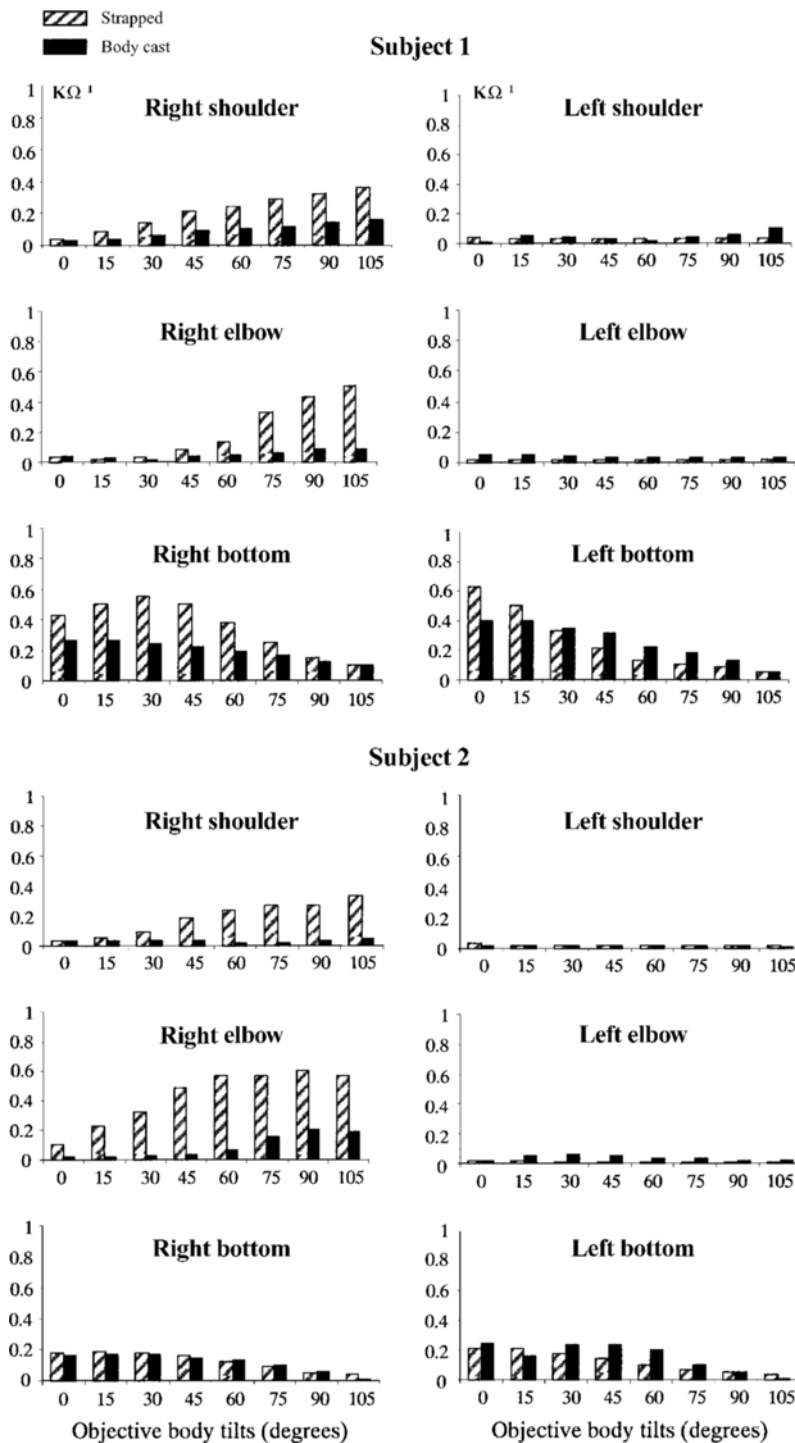 Strapped
Body cast
Subject 1
KΩ⁻¹
Right shoulder
1
0.8
0.6
0.4
0.2
0
0 15 30 45 60 75 90 105
KΩ⁻¹
Left shoulder
1
0.8
0.6
0.4
0.2
0
0 15 30 45 60 75 90 105
Right elbow
1
0.8
0.6
0.4
0.2
0
0 15 30 45 60 75 90 105
Left elbow
1
0.8
0.6
0.4
0.2
0
0 15 30 45 60 75 90 105
Right bottom
1
0.8
0.6
0.4
0.2
0
0 15 30 45 60 75 90 105
Left bottom
1
0.8
0.6
0.4
0.2
0
0 15 30 45 60 75 90 105
Subject 2
Right shoulder
1
0.8
0.6
0.4
0.2
0
0 15 30 45 60 75 90 105
Left shoulder
1
0.8
0.6
0.4
0.2
0
0 15 30 45 60 75 90 105
Right elbow
1
0.8
0.6
0.4
0.2
0
0 15 30 45 60 75 90 105
Left elbow
1
0.8
0.6
0.4
0.2
0
0 15 30 45 60 75 90 105
Right bottom
1
0.8
0.6
0.4
0.2
0
0 15 30 45 60 75 90 105
Objective body tilts (degrees)
Left bottom
1
0.8
0.6
0.4
0.2
0
0 15 30 45 60 75 90 105
Objective body tilts (degrees)